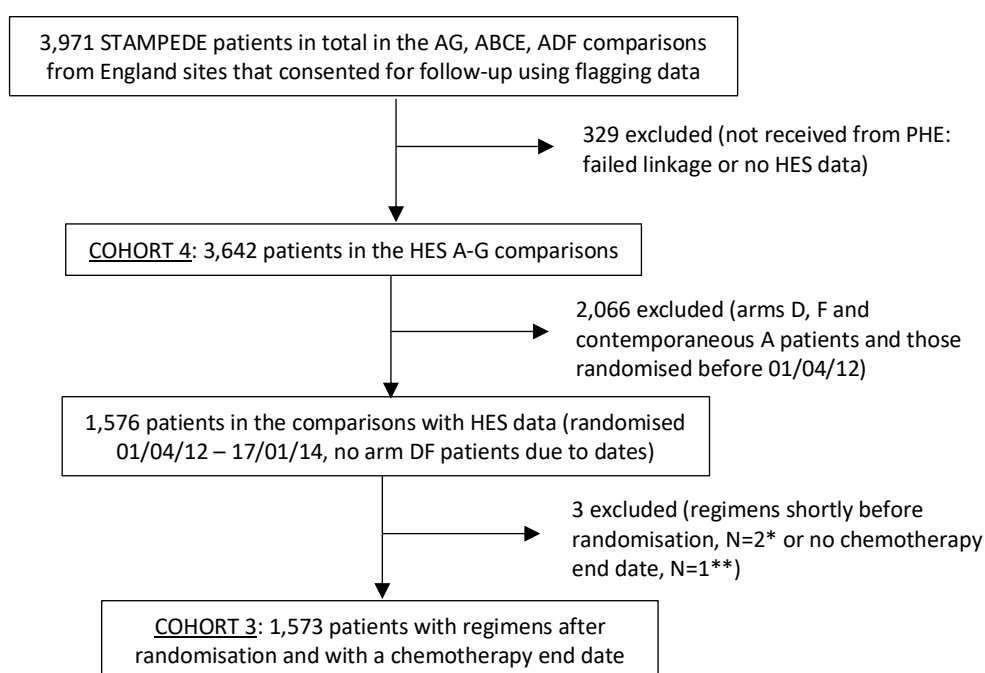 3,971 STAMPEDE patients in total in the AG, ABCE, ADF comparisons
from England sites that consented for follow-up using flagging data
329 excluded (not received from PHE:
failed linkage or no HES data)
COHORT 4: 3,642 patients in the HES A-G comparisons
2,066 excluded (arms D, F and
contemporaneous A patients and those
randomised before 01/04/12)
1,576 patients in the comparisons with HES data (randomised
01/04/12 – 17/01/14, no arm DF patients due to dates)
3 excluded (regimens shortly before
randomisation, N=2* or no chemotherapy
end date, N=1**)
COHORT 3: 1,573 patients with regimens after
randomisation and with a chemotherapy end date